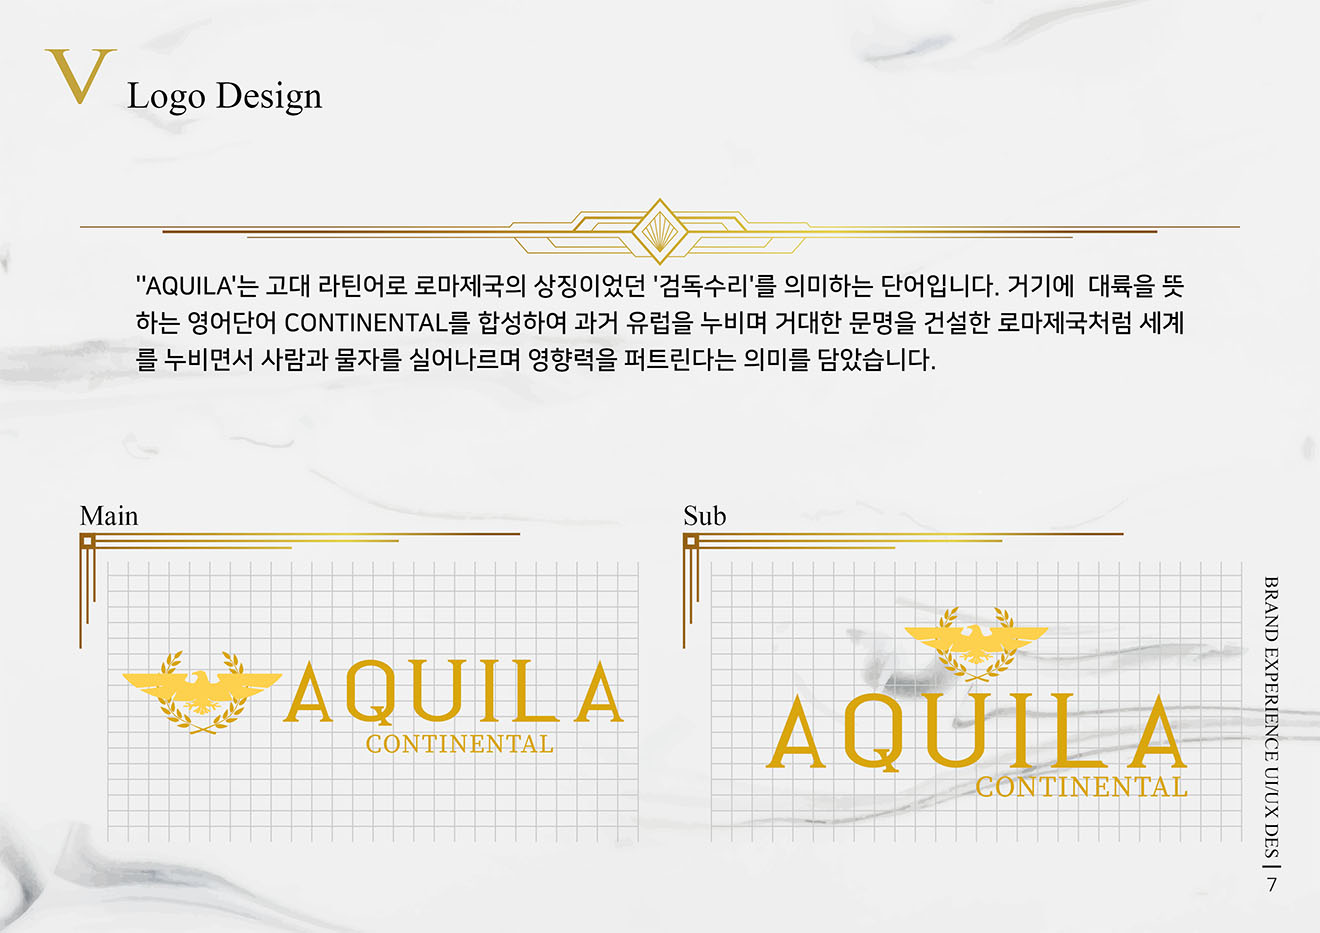 V Logo Design
''AQUILA'는 고대 라틴어로 로마제국의 상징이었던 '검독수리'를 의미하는 단어입니다. 거기에  대륙을 뜻
하는 영어단어 CONTINENTAL를 합성하여 과거 유럽을 누비며 거대한 문명을 건설한 로마제국처럼 세계
를 누비면서 사람과 물자를 실어나르며 영향력을 퍼트린다는 의미를 담았습니다.
Main
AQUILA
CONTINENTAL
Sub
AQUILA
CONTINENTAL
BRAND EXPERIENCE UI/UX DES
7